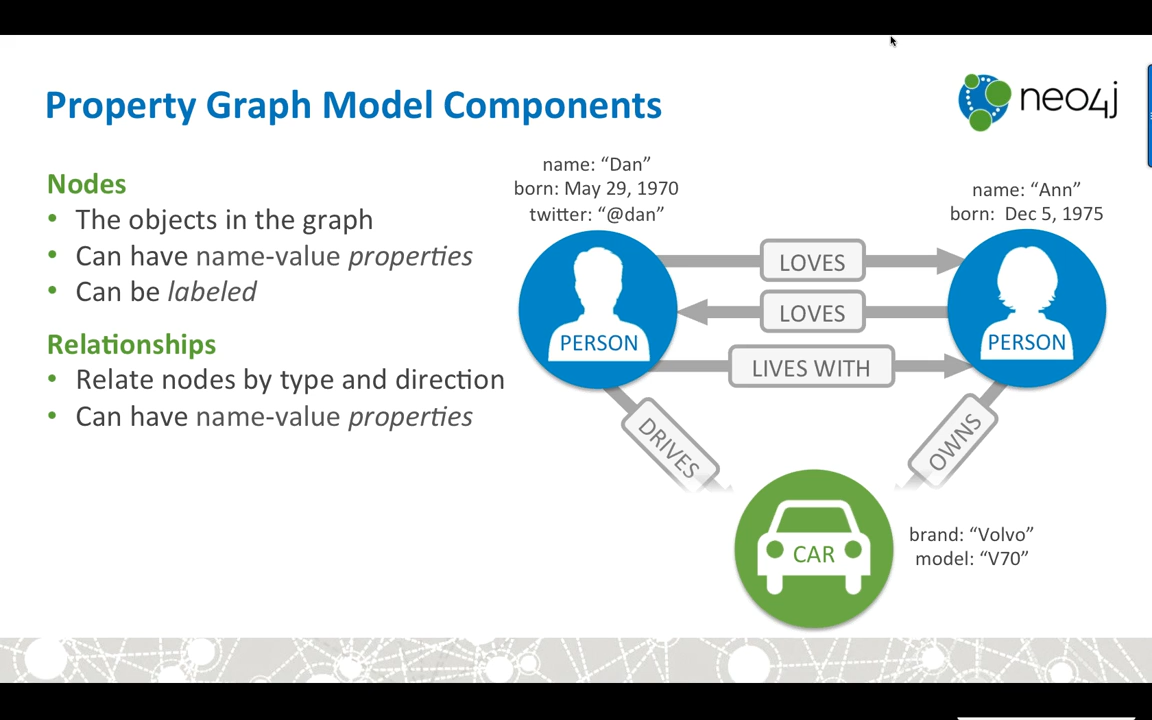 Property Graph Model Components
neo4j
Nodes
• The objects in the graph
• Can have name-value properties
• Can be labeled
Relationships
• Relate nodes by type and direction
• Can have name-value properties
name: “Dan”
born: May 29, 1970
twitter: “@dan”
name: “Ann”
born: Dec 5, 1975
LOVES
LOVES
LIVES WITH
PERSON
PERSON
DRIVES
OWNS
CAR
brand: “Volvo”
model: “V70”